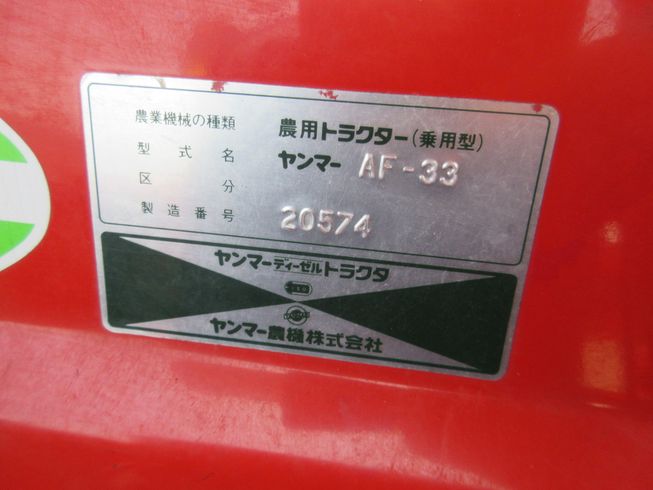 農業機械の種類 農用トラクター(乗用型)
型式名 ヤンマー AF-33
区分
製造番号 20574
ヤンマーディーゼルトラクタ
ヤンマー農機株式会社